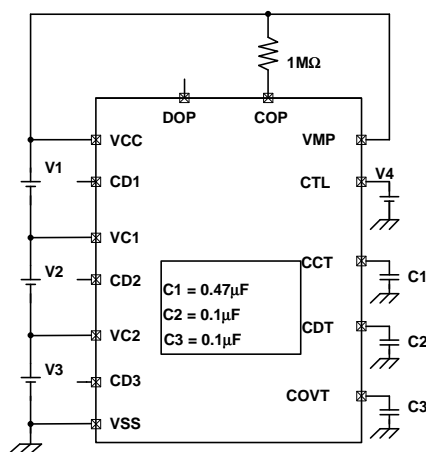 1MΩ
DOP
COP
VCC
VMP
V1
CD1
CTL
V4
VC1
V2
CD2
CCT
C1
C1 = 0.47µF
C2 = 0.1µF
C3 = 0.1µF
VC2
CDT
C2
V3
CD3
COVT
C3
VSS